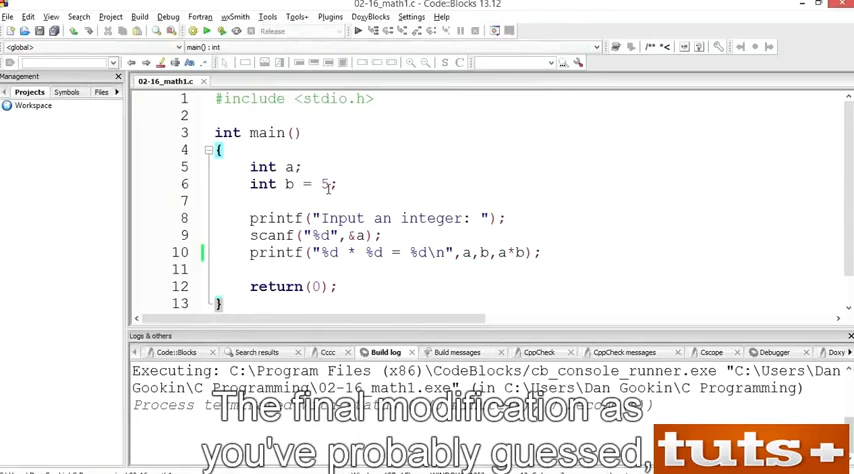 02-16_math1.c - Code::Blocks 13.12
File Edit View Search Project Build Debug Fortran wxSmith Tools Tools+ Plugins DoxyBlocks Settings Help
Release
<global> main() : int
/** *<
S C
Management
02-16_math1.c
Projects Symbols Files
Workspace
1 #include <stdio.h>
2
3 int main()
4 {
5 int a;
6 int b = 5;
7
8 printf("Input an integer: ");
9 scanf("%d",&a);
10 printf("%d * %d = %d\n",a,b,a*b);
11
12 return(0);
13 }
Logs & others
Code::Blocks Search results Cccc Build log Build messages CppCheck CppCheck messages Cscope Debugger Doxy
Executing: C:\Program Files (x86)\CodeBlocks/cb_console_runner.exe "C:\Users\Dan
Gookin\C Programming\02-16_math1.exe" (in C:\Users\Dan Gookin\C Programming)
Process
The final modification as
you've probably guessed,
tuts+